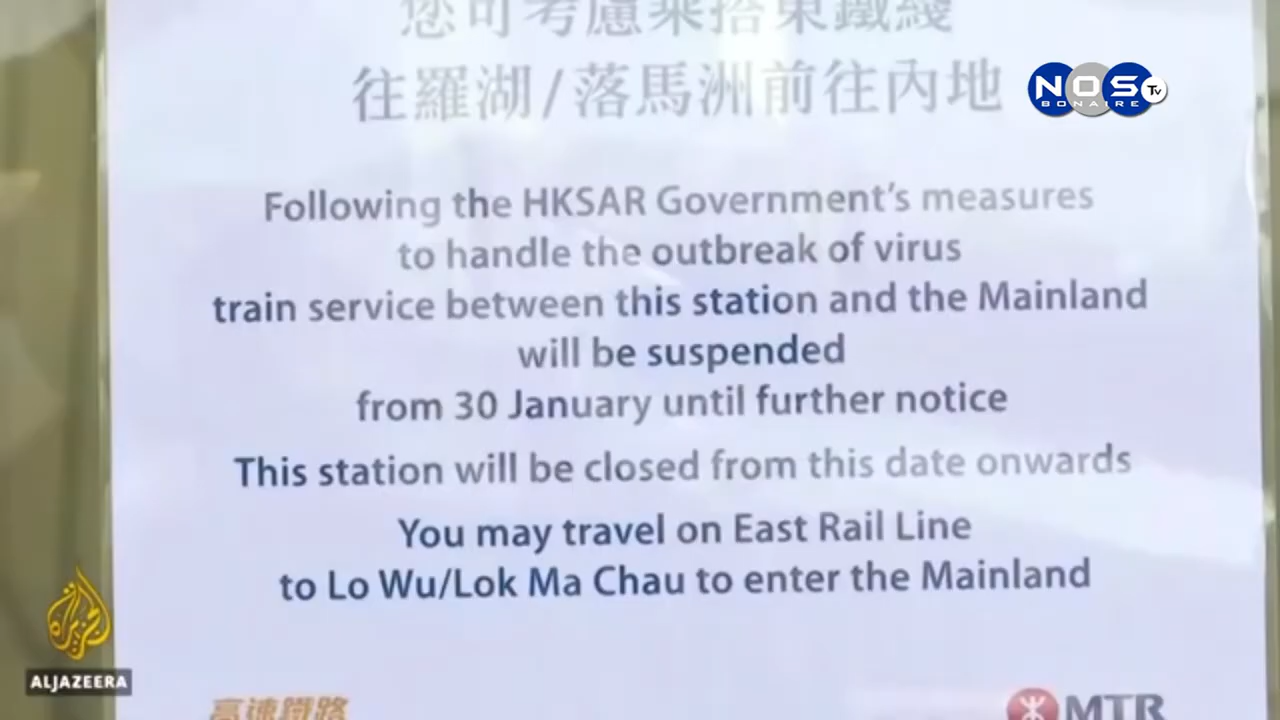 您可考慮乘搭東鐵綫
往羅湖/落馬洲前往內地
NOS TV
BONAIRE
Following the HKSAR Government's measures
to handle the outbreak of virus
train service between this station and the Mainland
will be suspended
from 30 January until further notice
This station will be closed from this date onwards
You may travel on East Rail Line
to Lo Wu/Lok Ma Chau to enter the Mainland
ALJAZEERA
高速鐵路
MTR